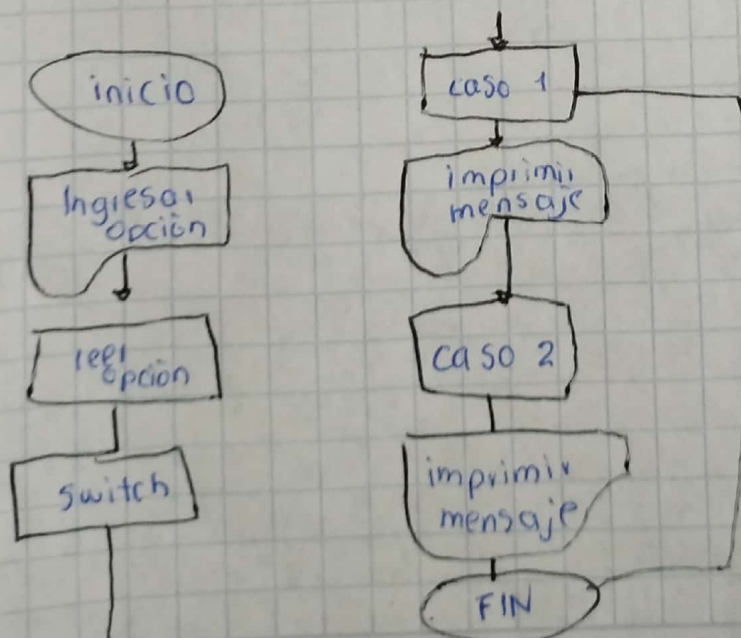 inicio
Ingresar
opción
leer
opción
switch
caso 1
imprimir
mensaje
caso 2
imprimir
mensaje
FIN